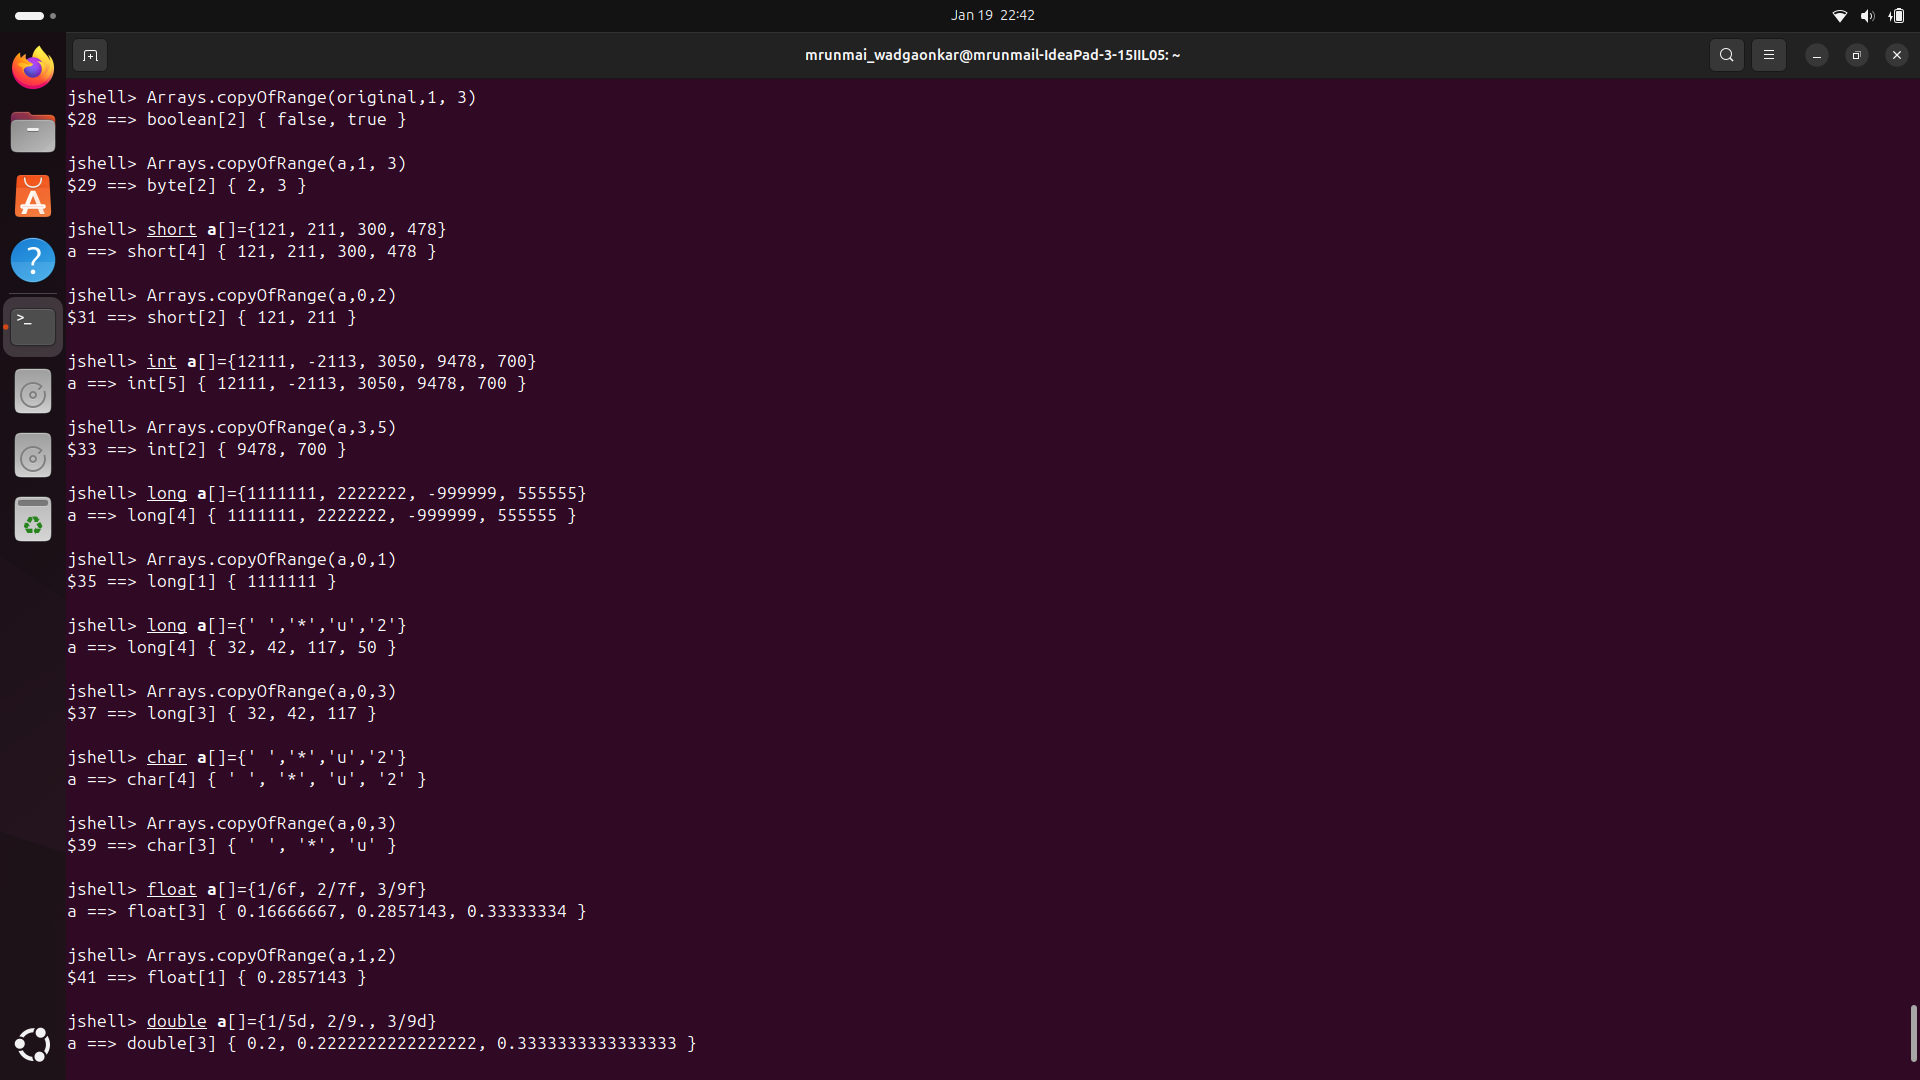 Jan 19 22:42
mrunmai_wadgaonkar@mrunmail-IdeaPad-3-15IIL05: ~
jshell> Arrays.copyOfRange(original,1, 3)
$28 ==> boolean[2] { false, true }
jshell> Arrays.copyOfRange(a,1, 3)
$29 ==> byte[2] { 2, 3 }
jshell> short a[]={121, 211, 300, 478}
a ==> short[4] { 121, 211, 300, 478 }
jshell> Arrays.copyOfRange(a,0,2)
$31 ==> short[2] { 121, 211 }
jshell> int a[]={12111, -2113, 3050, 9478, 700}
a ==> int[5] { 12111, -2113, 3050, 9478, 700 }
jshell> Arrays.copyOfRange(a,3,5)
$33 ==> int[2] { 9478, 700 }
jshell> long a[]={1111111, 2222222, -999999, 555555}
a ==> long[4] { 1111111, 2222222, -999999, 555555 }
jshell> Arrays.copyOfRange(a,0,1)
$35 ==> long[1] { 1111111 }
jshell> long a[]={' ','*','u','2'}
a ==> long[4] { 32, 42, 117, 50 }
jshell> Arrays.copyOfRange(a,0,3)
$37 ==> long[3] { 32, 42, 117 }
jshell> char a[]={' ','*','u','2'}
a ==> char[4] { ' ', '*', 'u', '2' }
jshell> Arrays.copyOfRange(a,0,3)
$39 ==> char[3] { ' ', '*', 'u' }
jshell> float a[]={1/6f, 2/7f, 3/9f}
a ==> float[3] { 0.16666667, 0.2857143, 0.33333334 }
jshell> Arrays.copyOfRange(a,1,2)
$41 ==> float[1] { 0.2857143 }
jshell> double a[]={1/5d, 2/9., 3/9d}
a ==> double[3] { 0.2, 0.2222222222222222, 0.3333333333333333 }